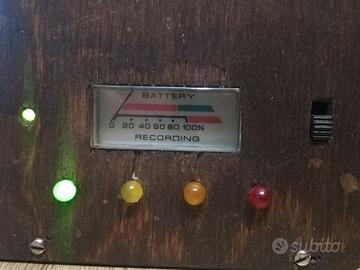 BATTERY
0 20 40 60 80 100%
RECORDING
subito